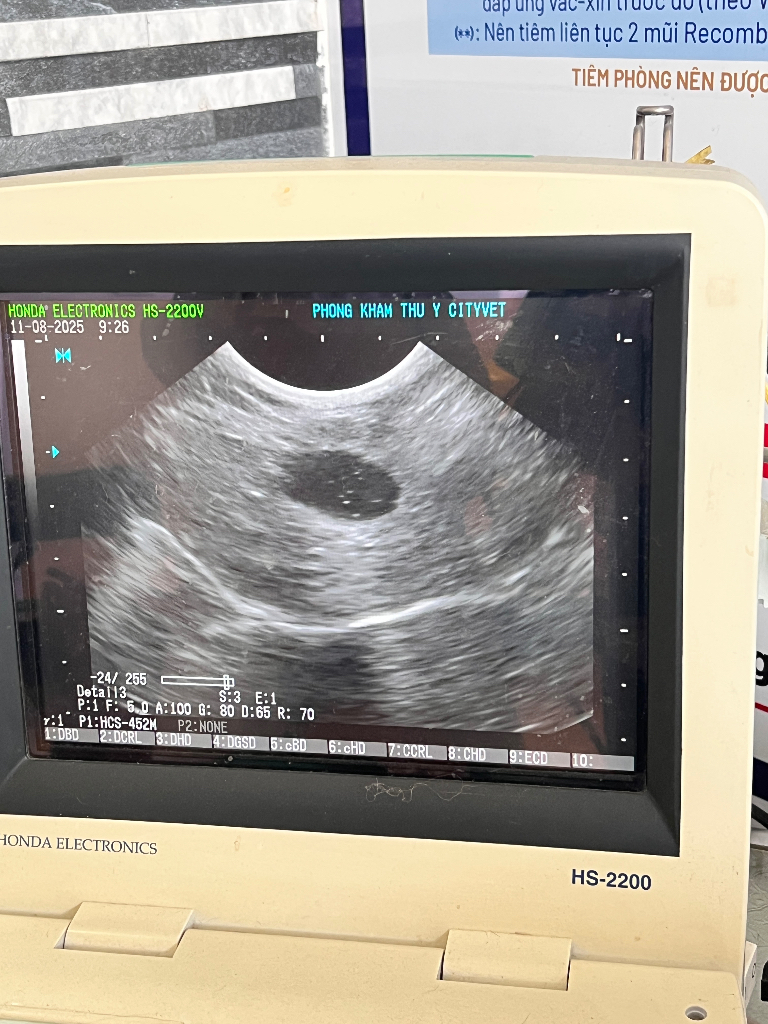 đáp ứng vắc-xin trước đó (theo
(**): Nên tiêm liên tục 2 mũi Recomb
TIÊM PHÒNG NÊN ĐƯỢC
HONDA ELECTRONICS HS-2200V
PHONG KHAM THU Y CITYVET
11-08-2025 9:26
-24/ 255
Detail3 S:3 E:1
P:1 F: 5.0 A:100 G: 80 D:65 R: 70
r:1 P1:HCS-452M P2:NONE
1:DBD 2:DCRL 3:DHD 4:DGSD 5:cBD 6:cHD 7:CCRL 8:CHD 9:ECD 10:
HONDA ELECTRONICS
HS-2200